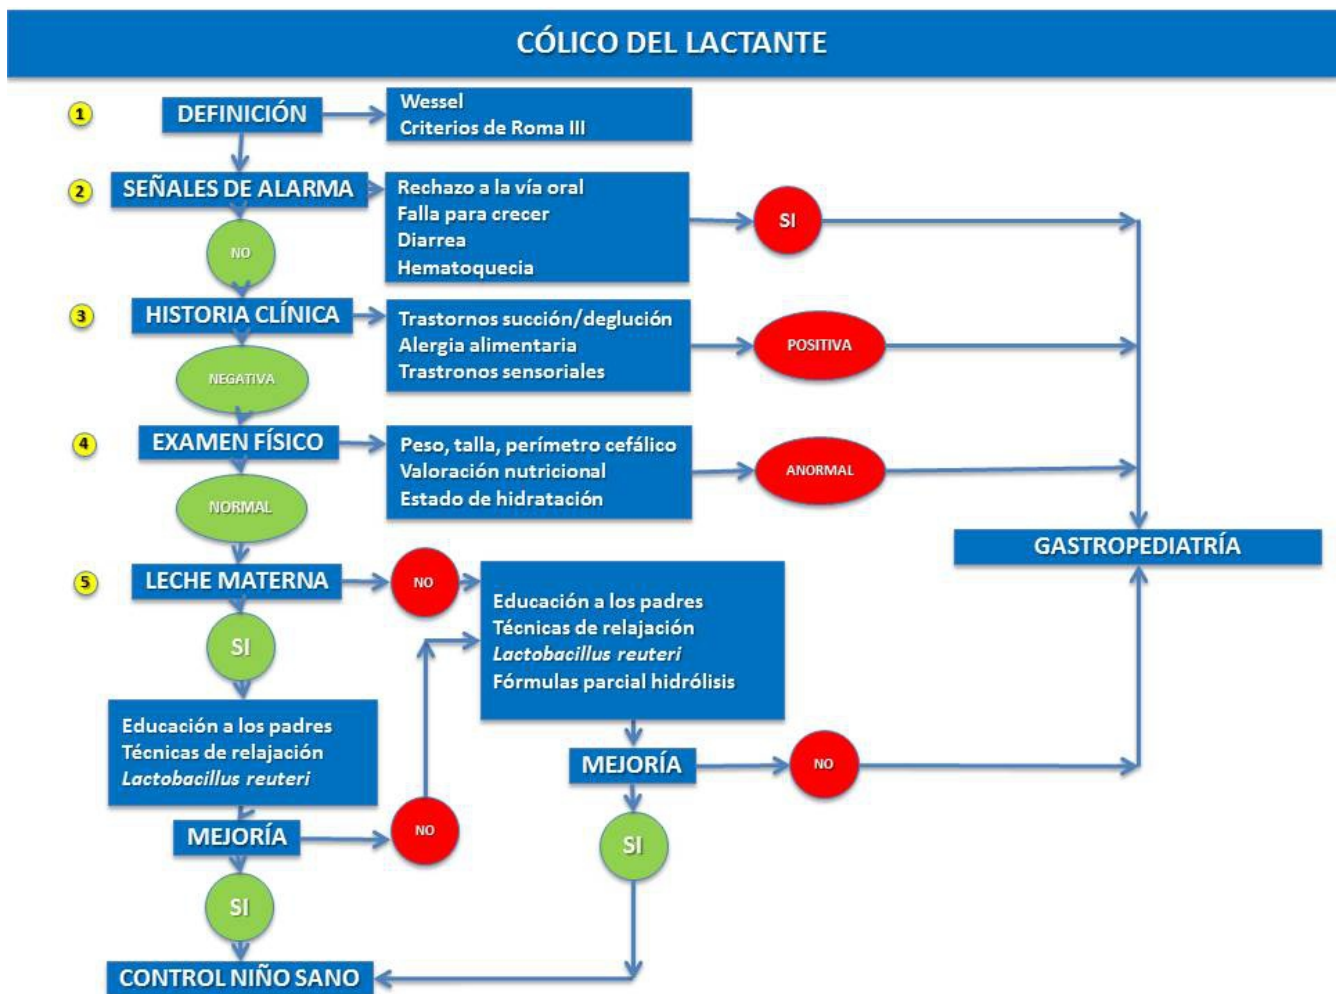 CÓLICO DEL LACTANTE
1
DEFINICIÓN
Wessel
Criterios de Roma III
2
SEÑALES DE ALARMA
Rechazo a la vía oral
Falla para crecer
Diarrea
Hematoquecia
SI
NO
3
HISTORIA CLÍNICA
Trastornos succión/deglución
Alergia alimentaria
Trastronos sensoriales
POSITIVA
NEGATIVA
4
EXAMEN FÍSICO
Peso, talla, perímetro cefálico
Valoración nutricional
Estado de hidratación
ANORMAL
NORMAL
GASTROPEDIATRÍA
5
LECHE MATERNA
NO
Educación a los padres
Técnicas de relajación
Lactobacillus reuteri
Fórmulas parcial hidrólisis
SI
Educación a los padres
Técnicas de relajación
Lactobacillus reuteri
MEJORÍA
NO
MEJORÍA
NO
SI
SI
CONTROL NIÑO SANO